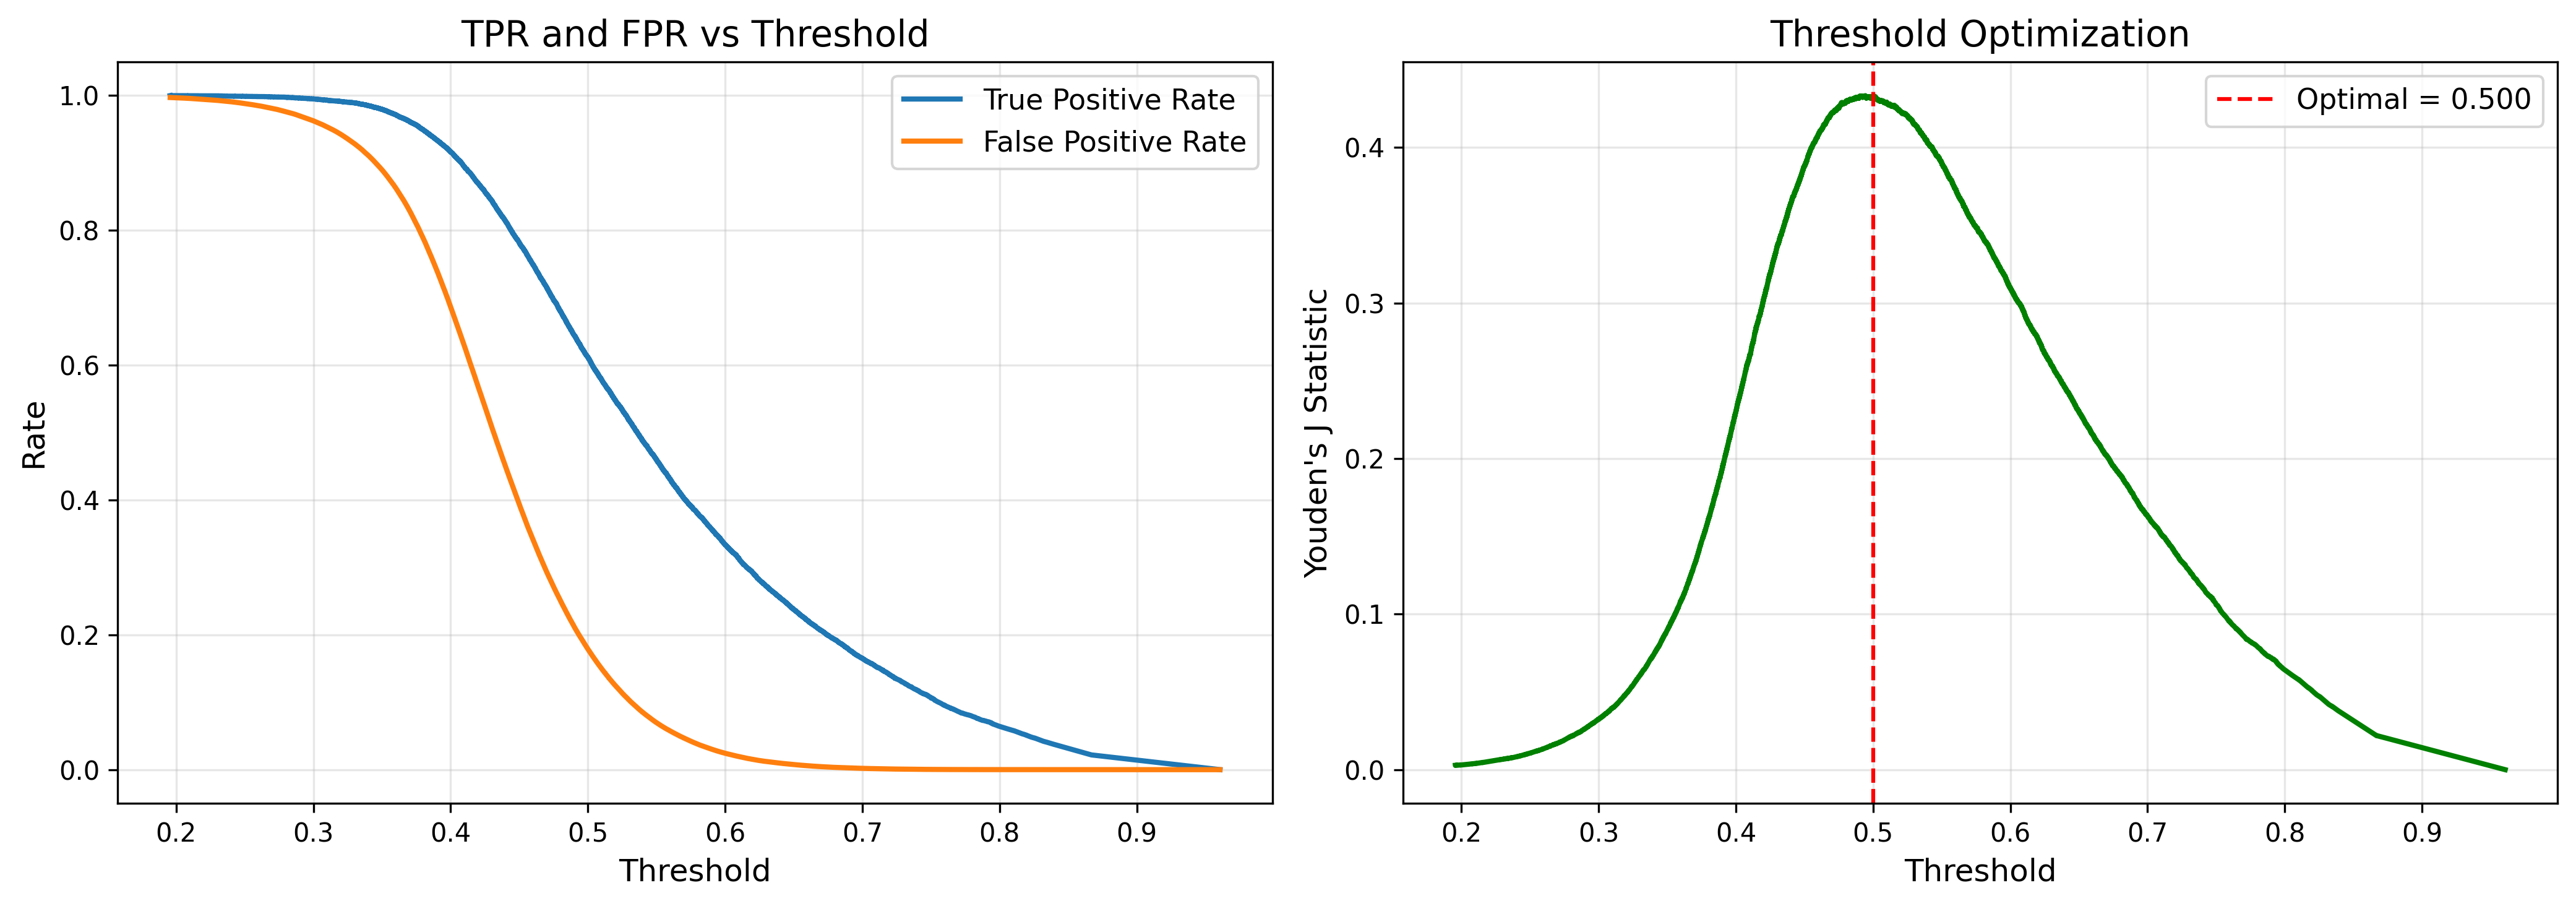 TPR and FPR vs Threshold
True Positive Rate
False Positive Rate
1.0
0.8
0.6
0.4
0.2
0.0
Rate
0.2 0.3 0.4 0.5 0.6 0.7 0.8 0.9
Threshold
Threshold Optimization
Optimal = 0.500
0.4
0.3
0.2
0.1
0.0
Youden's J Statistic
0.2 0.3 0.4 0.5 0.6 0.7 0.8 0.9
Threshold